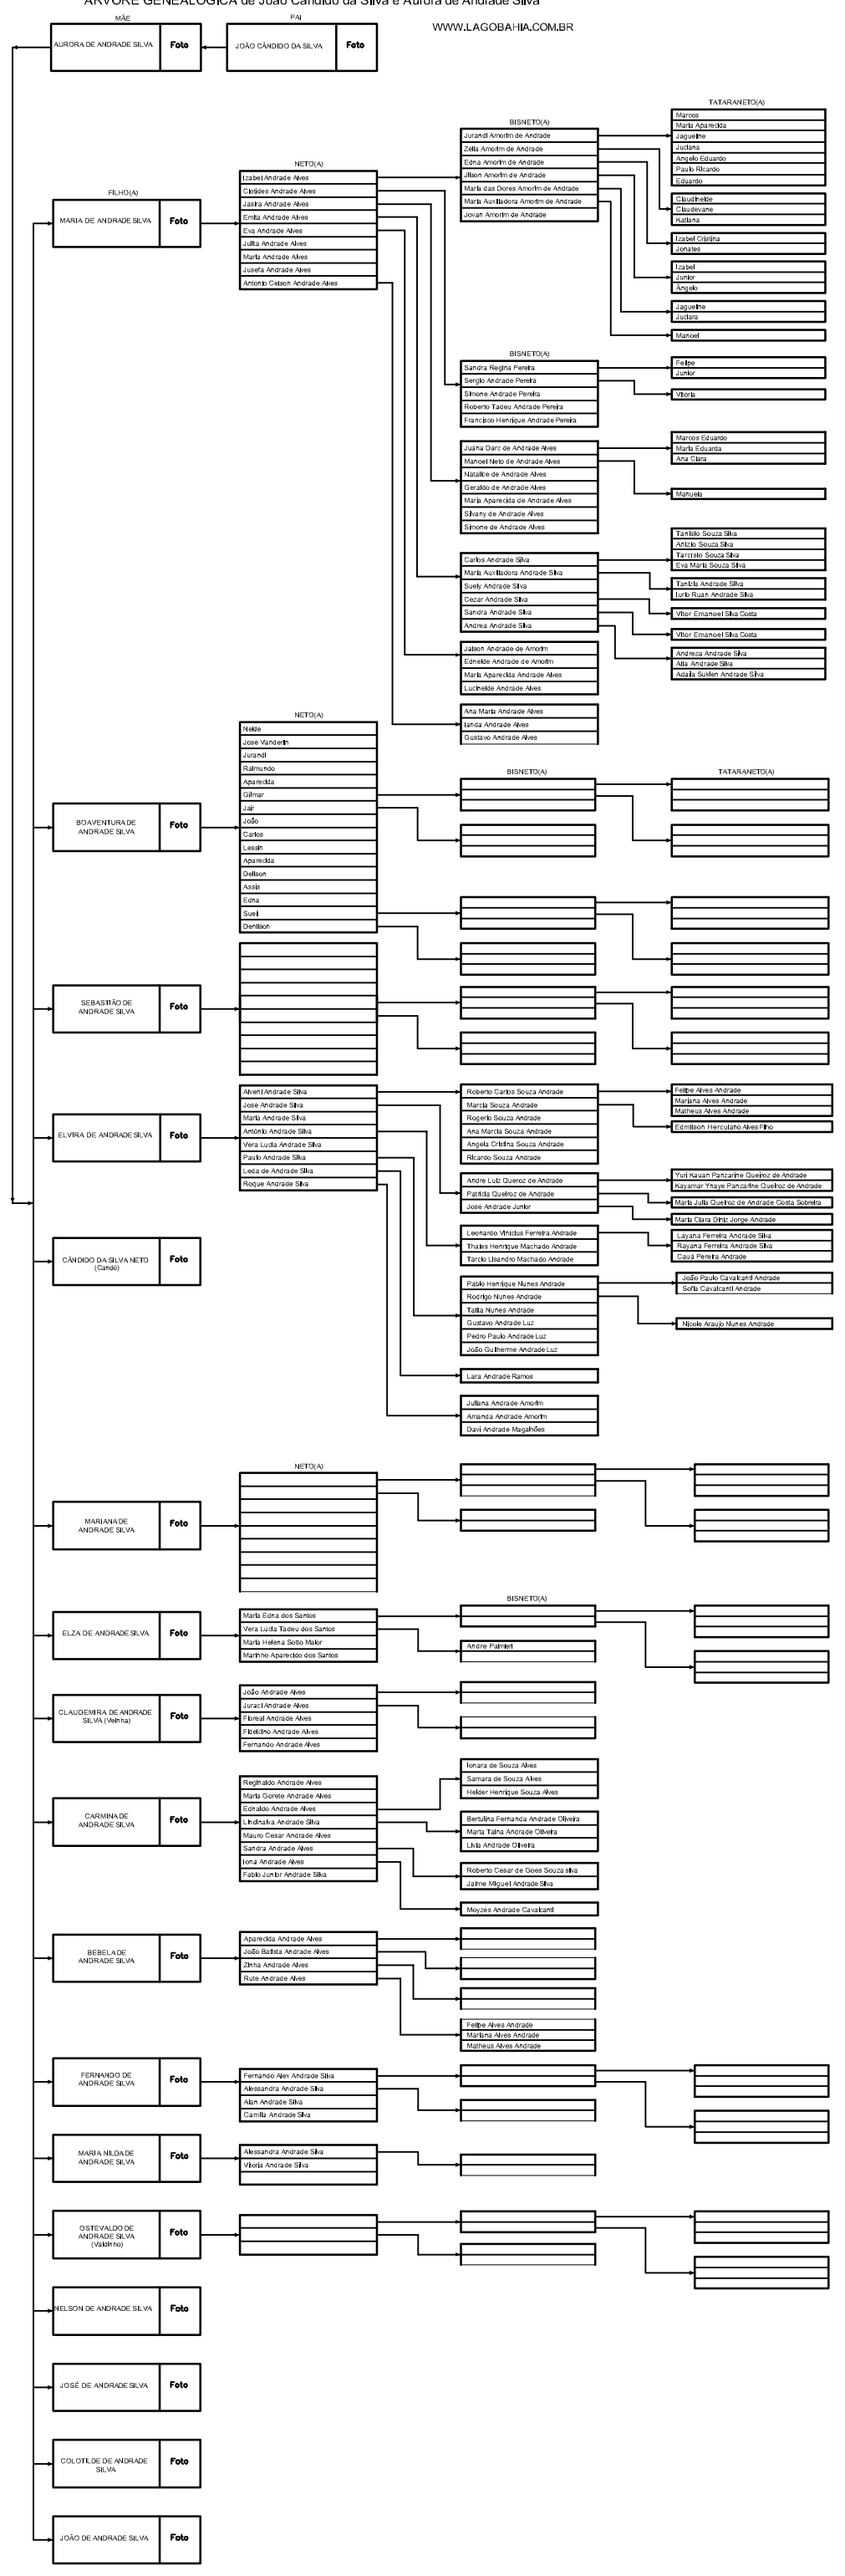 ÁRVORE GENEALÓGICA de João Cândido da Silva e Aurora de Andrade Silva
MÃE
PAI
WWW.LAGOBAHIA.COM.BR
AURORA DE ANDRADE SILVA
Foto
JOÃO CÂNDIDO DA SILVA
Foto
FILHO(A)
MARIA DE ANDRADE SILVA
Foto
NETO(A)
Izabel Andrade Alves
Clotides Andrade Alves
Jasira Andrade Alves
Emita Andrade Alves
Eva Andrade Alves
Julita Andrade Alves
Maria Andrade Alves
Jusefa Andrade Alves
Antonio Celson Andrade Alves
BISNETO(A)
Jurandi Amorim de Andrade
Zelia Amorim de Andrade
Edna Amorim de Andrade
Jilson Amorim de Andrade
Maria das Dores Amorim de Andrade
Maria Auxiliadora Amorim de Andrade
Jovan Amorim de Andrade
TATARANETO(A)
Marcos
Maria Aparecida
Jagueline
Juciana
Angelo Eduardo
Paulo Ricardo
Eduardo
Claudineide
Claudevane
Katiana
Izabel Cristina
Jonates
Izabel
Junior
Ângelo
Jagueline
Juciara
Manoel
BISNETO(A)
Sandra Regina Pereira
Sergio Andrade Pereira
Simone Andrade Pereira
Roberto Tadeu Andrade Pereira
Francisco Henrique Andrade Pereira
Felipe
Junior
Vitoria
Juana Darc de Andrade Alves
Manoel Neto de Andrade Alves
Natalice de Andrade Alves
Geraldo de Andrade Alves
Maria Aparecida de Andrade Alves
Silvany de Andrade Alves
Simone de Andrade Alves
Marcos Eduardo
Maria Eduarda
Ana Clara
Manuela
Carlos Andrade Silva
Maria Auxiliadora Andrade Silva
Suely Andrade Silva
Cezar Andrade Silva
Sandra Andrade Silva
Andrea Andrade Silva
Tanisio Souza Silva
Anizio Souza Silva
Tarcisio Souza Silva
Eva Maria Souza Silva
Tanizia Andrade Silva
Iurio Ruan Andrade Silva
Vitor Emanoel Silva Costa
Vitor Emanoel Silva Costa
Andreza Andrade Silva
Alia Andrade Silva
Adaila Suklen Andrade Silva
Jalson Andrade de Amorim
Edneide Andrade de Amorim
Maria Aparecida Andrade Alves
Lucineide Andrade Alves
Ana Maria Andrade Alves
Ianda Andrade Alves
Gustavo Andrade Alves
BOAVENTURA DE
ANDRADE SILVA
Foto
NETO(A)
Neide
Jose Vanderlin
Jurandi
Raimundo
Aparecida
Gilmar
Jair
João
Carlos
Lessin
Aparecida
Deilson
Assis
Edna
Sueli
Denilson
BISNETO(A)
TATARANETO(A)
SEBASTIÃO DE
ANDRADE SILVA
Foto
ELVIRA DE ANDRADE SILVA
Foto
Alveni Andrade Silva
Jose Andrade Silva
Maria Andrade Silva
Antônio Andrade Silva
Vera Lucia Andrade Silva
Paulo Andrade Silva
Leda de Andrade Silva
Roque Andrade Silva
Roberto Carlos Souza Andrade
Marcia Souza Andrade
Rogerio Souza Andrade
Ana Marcia Souza Andrade
Angela Cristina Souza Andrade
Ricardo Souza Andrade
Felipe Alves Andrade
Mariana Alves Andrade
Matheus Alves Andrade
Edmilson Herculano Alves Filho
Andre Luiz Queroz de Andrade
Patricia Queiroz de Andrade
José Andrade Junior
Yuri Kauan Panzarine Queiroz de Andrade
Kayamar Ynaye Panzarine Queiroz de Andrade
Maria Julia Queiroz de Andrade Costa Sobreira
Maria Clara Diniz Jorge Andrade
Leonardo Vinicius Ferreira Andrade
Thales Henrique Machado Andrade
Tárcio Lisandro Machado Andrade
Layana Ferreira Andrade Silva
Rayana Ferreira Andrade Silva
Cauã Pereira Andrade
CÂNDIDO DA SILVA NETO
(Candó)
Foto
Pablo Henrique Nunes Andrade
Rodrigo Nunes Andrade
Talita Nunes Andrade
Gustavo Andrade Luz
Pedro Paulo Andrade Luz
João Guilherme Andrade Luz
João Paulo Cavalcanti Andrade
Sofia Cavalcanti Andrade
Nicole Araujo Nunes Andrade
Lara Andrade Ramos
Juliana Andrade Amorim
Amanda Andrade Amorim
Davi Andrade Magalhões
MARIANA DE
ANDRADE SILVA
Foto
NETO(A)
ELZA DE ANDRADE SILVA
Foto
Maria Edna dos Santos
Vera Lúcia Tadeu dos Santos
Maria Helena Sotto Maior
Marinho Aparecido dos Santos
BISNETO(A)
Andre Palmieri
CLAUDEMIRA DE ANDRADE
SILVA (Veinha)
Foto
João Andrade Alves
Juraci Andrade Alves
Floreal Andrade Alves
Fideicino Andrade Alves
Fernando Andrade Alves
CARMINA DE
ANDRADE SILVA
Foto
Reginaldo Andrade Alves
Maria Gorete Andrade Alves
Ednaldo Andrade Alves
Lindinalva Andrade Silva
Mauro Cesar Andrade Alves
Sandra Andrade Alves
Iona Andrade Alves
Fabio Junior Andrade Silva
Ionara de Souza Alves
Samara de Souza Alves
Helder Henrique Souza Alves
Bertulina Fernanda Andrade Oliveira
Marta Taina Andrade Oliveira
Livia Andrade Oliveira
Roberto Cesar de Goes Souza silva
Jaime Miguel Andrade Silva
Moyzés Andrade Cavalcanti
BEBELA DE
ANDRADE SILVA
Foto
Aparecida Andrade Alves
João Batista Andrade Alves
Zinha Andrade Alves
Rute Andrade Alves
Felipe Alves Andrade
Mariana Alves Andrade
Matheus Alves Andrade
FERNANDO DE
ANDRADE SILVA
Foto
Fernando Alex Andrade Silva
Alessandra Andrade Silva
Alan Andrade Silva
Camilla Andrade Silva
MARIA NILDA DE
ANDRADE SILVA
Foto
Alessandra Andrade Silva
Vitoria Andrade Silva
OSTEVALDO DE
ANDRADE SILVA
(Valdinho)
Foto
NELSON DE ANDRADE SILVA
Foto
JOSÉ DE ANDRADE SILVA
Foto
COLOTILDE DE ANDRADE
SILVA
Foto
JOÃO DE ANDRADE SILVA
Foto